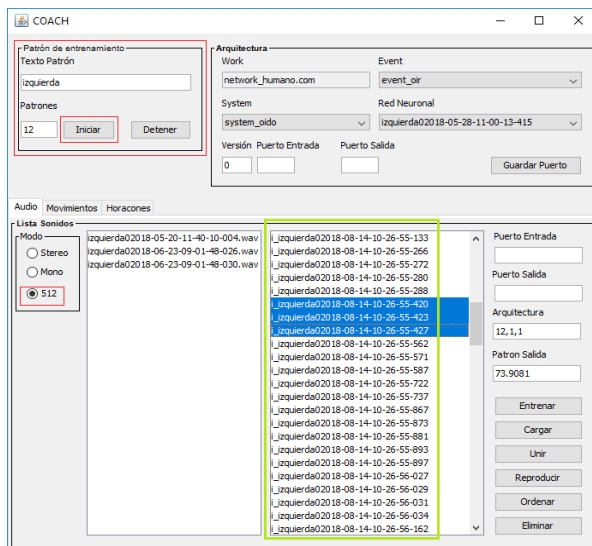 COACH
Patrón de entrenamiento
Texto Patrón
izquierda
Patrones
12 Iniciar Detener
Arquitectura
Work Event
network_humano.com event_oir
System Red Neuronal
system_oido izquierda02018-05-28-11-00-13-415
Versión Puerto Entrada Puerto Salida
0 Guardar Puerto
Audio Movimientos Horacones
Lista Sonidos
Modo
Stereo
Mono
512
izquierda02018-05-20-11-40-10-004.wav
izquierda02018-06-23-09-01-48-026.wav
izquierda02018-06-23-09-01-48-030.wav
i_izquierda02018-08-14-10-26-55-133
i_izquierda02018-08-14-10-26-55-266
i_izquierda02018-08-14-10-26-55-272
i_izquierda02018-08-14-10-26-55-280
i_izquierda02018-08-14-10-26-55-288
i_izquierda02018-08-14-10-26-55-420
i_izquierda02018-08-14-10-26-55-423
i_izquierda02018-08-14-10-26-55-427
i_izquierda02018-08-14-10-26-55-562
i_izquierda02018-08-14-10-26-55-571
i_izquierda02018-08-14-10-26-55-587
i_izquierda02018-08-14-10-26-55-722
i_izquierda02018-08-14-10-26-55-737
i_izquierda02018-08-14-10-26-55-867
i_izquierda02018-08-14-10-26-55-873
i_izquierda02018-08-14-10-26-55-881
i_izquierda02018-08-14-10-26-55-893
i_izquierda02018-08-14-10-26-55-897
i_izquierda02018-08-14-10-26-56-027
i_izquierda02018-08-14-10-26-56-029
i_izquierda02018-08-14-10-26-56-031
i_izquierda02018-08-14-10-26-56-034
i_izquierda02018-08-14-10-26-56-162
Puerto Entrada
Puerto Salida
Arquitectura
12,1,1
Patron Salida
73.9081
Entrenar
Cargar
Unir
Reproducir
Ordenar
Eliminar